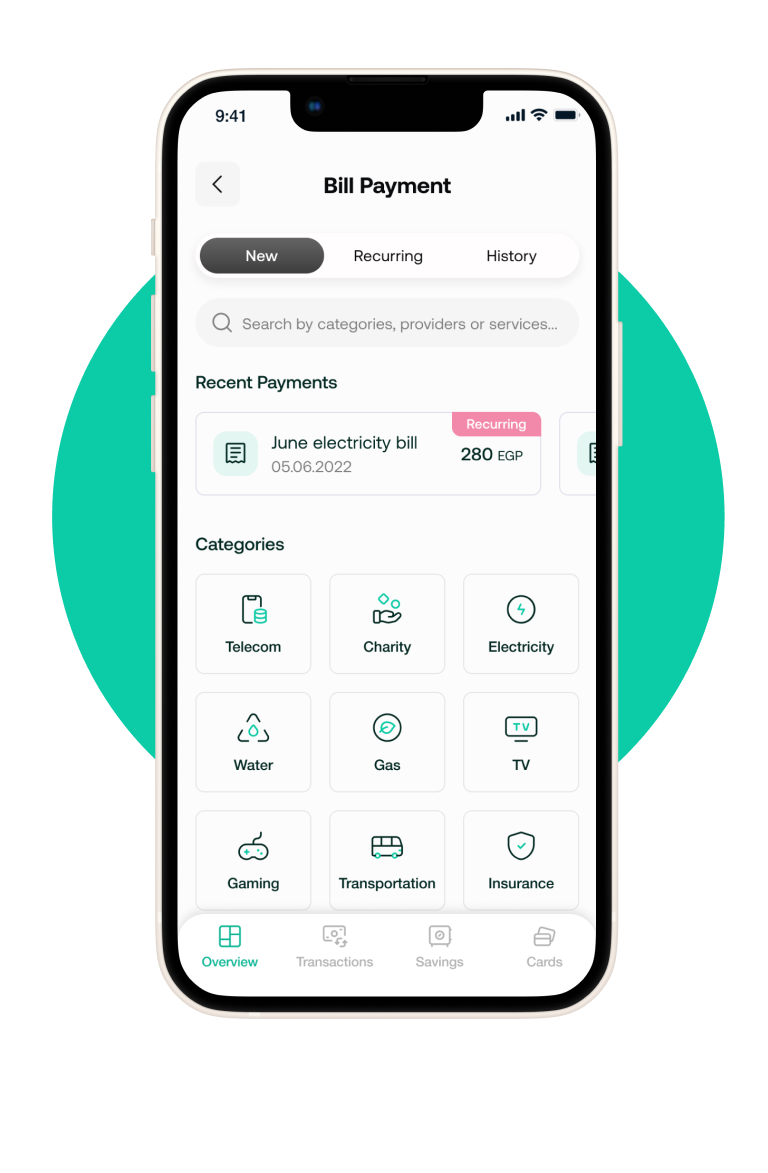 9:41
Bill Payment
New Recurring History
Search by categories, providers or services...
Recent Payments
Recurring
June electricity bill
280 EGP
05.06.2022
Categories
Telecom Charity Electricity
TV
Water Gas TV
Gaming Transportation Insurance
Overview Transactions Savings Cards